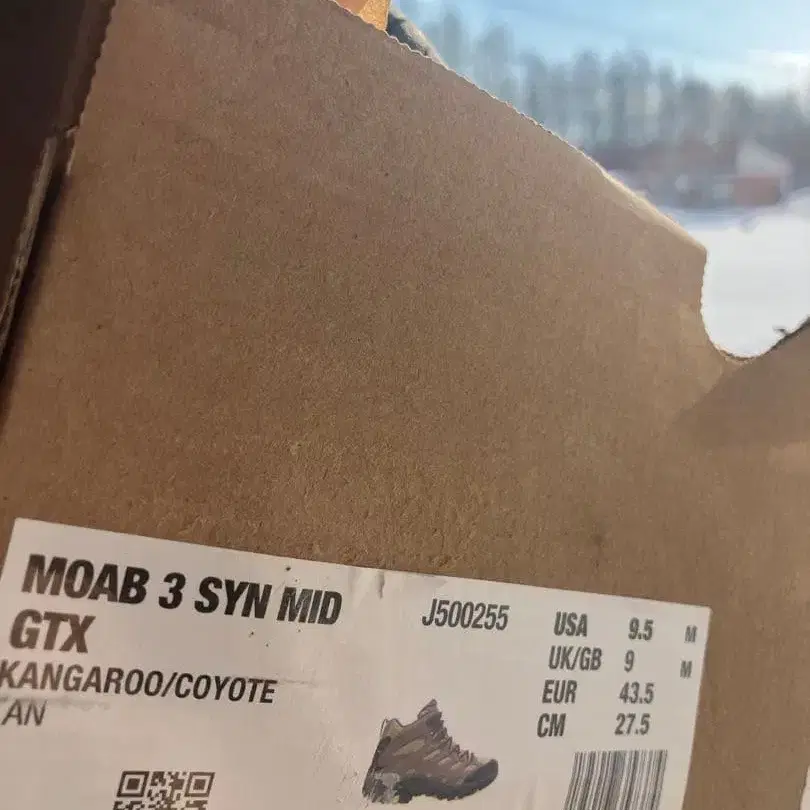 MOAB 3 SYN MID
GTX
KANGAROO/COYOTE
AN
J500255
USA 9.5 M
UK/GB 9 M
EUR 43.5
CM 27.5